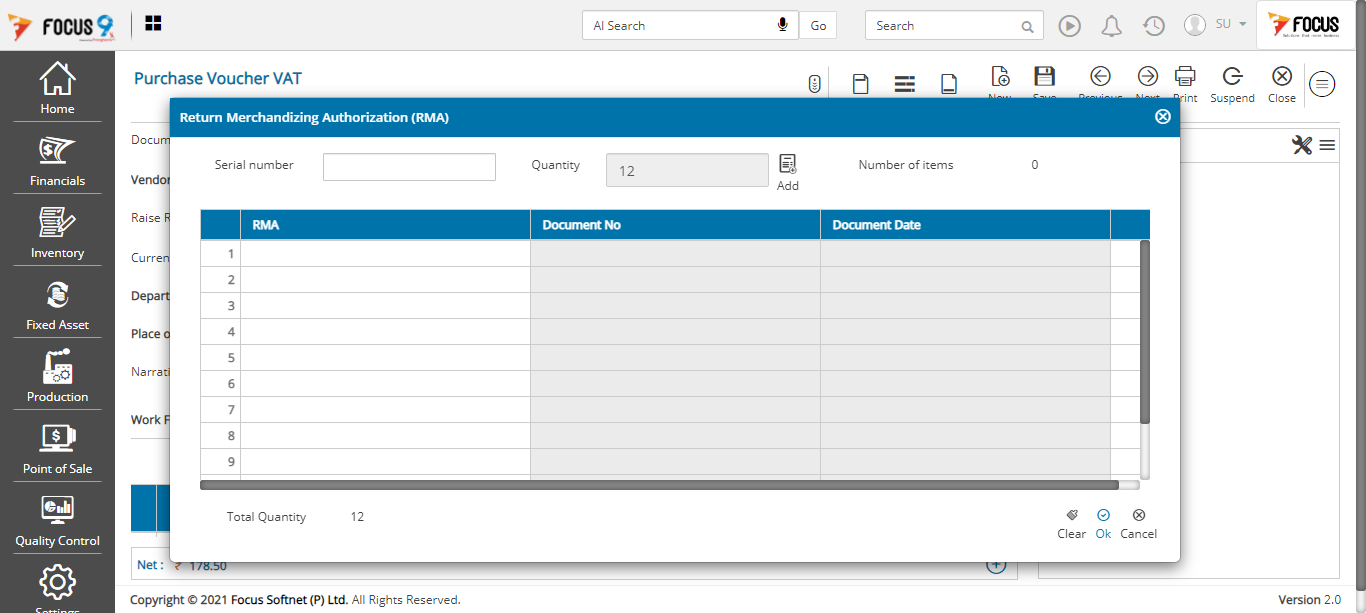 FOCUS 9
AI Search
Go
Search
SU
FOCUS
Home
Financials
Inventory
Fixed Asset
Production
Point of Sale
Quality Control
Settings
Purchase Voucher VAT
New
Save
Previous
Next
Print
Suspend
Close
Docum
Vendor
Raise R
Curren
Depart
Place o
Narrati
Work F
Return Merchandizing Authorization (RMA)
Serial number
Quantity
12
Add
Number of items
0
RMA Document No Document Date
1
2
3
4
5
6
7
8
9
Total Quantity
12
Clear
Ok
Cancel
Net : ₹ 178.50
Copyright © 2021 Focus Softnet (P) Ltd. All Rights Reserved.
Version 2.0